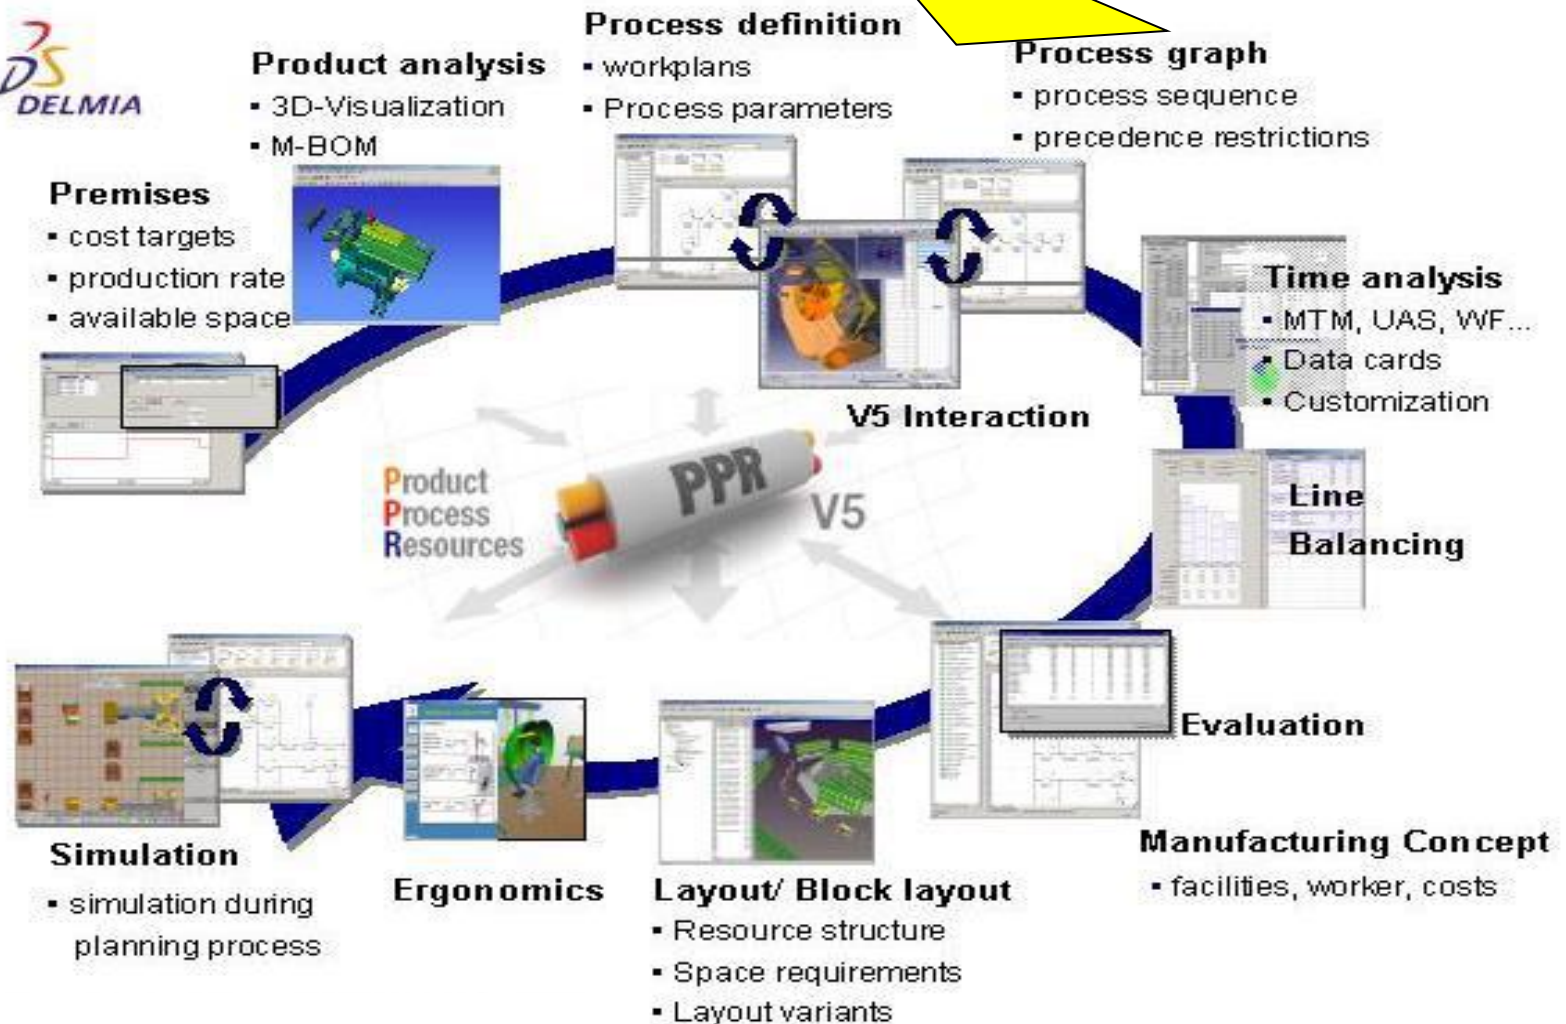 DELMIA
Premises
▪ cost targets
▪ production rate
▪ available space
Product analysis
▪ 3D-Visualization
▪ M-BOM
Process definition
▪ workplans
▪ Process parameters
Process graph
▪ process sequence
▪ precedence restrictions
V5 Interaction
Time analysis
▪ MTM, UAS, WF...
▪ Data cards
▪ Customization
Line
Balancing
Product
Process
Resources
PPR
V5
Evaluation
Manufacturing Concept
▪ facilities, worker, costs
Layout/ Block layout
▪ Resource structure
▪ Space requirements
▪ Layout variants
Ergonomics
Simulation
▪ simulation during
planning process